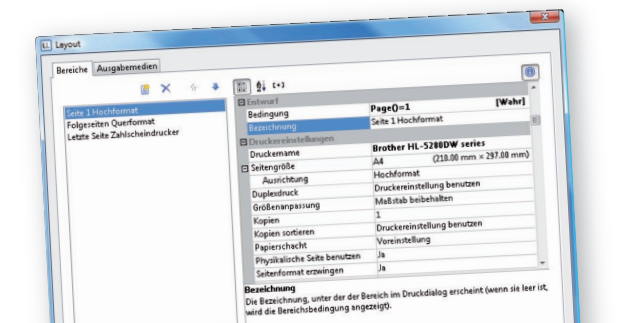 LL Layout
Bereiche Ausgabemedien
[+]
Seite 1 Hochformat
Folgeseiten Querformat
Letzte Seite Zahlscheindrucker
Entwurf
Bedingung Page()=1 [Wahr]
Bezeichnung Seite 1 Hochformat
Druckereinstellungen
Druckername Brother HL-5280DW series
Seitengröße A4 (210.00 mm × 297.00 mm)
Ausrichtung Hochformat
Duplexdruck Druckereinstellung benutzen
Größenanpassung Maßstab beibehalten
Kopien 1
Kopien sortieren Druckereinstellung benutzen
Papierschacht Voreinstellung
Physikalische Seite benutzen Ja
Seitenformat erzwingen Ja
Bezeichnung
Die Bezeichnung, unter der der Bereich im Druckdialog erscheint (wenn sie leer ist,
wird die Bereichsbedingung angezeigt).